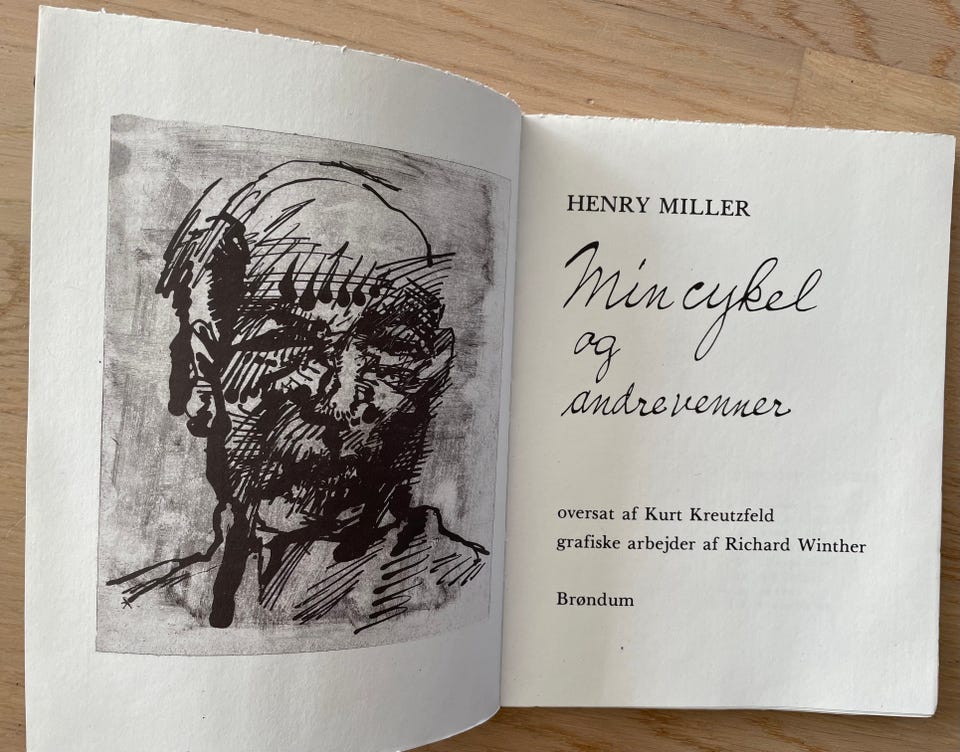 HENRY MILLER
Min cykel
og
andre venner
oversat af Kurt Kreutzfeld
grafiske arbejder af Richard Winther
Brøndum